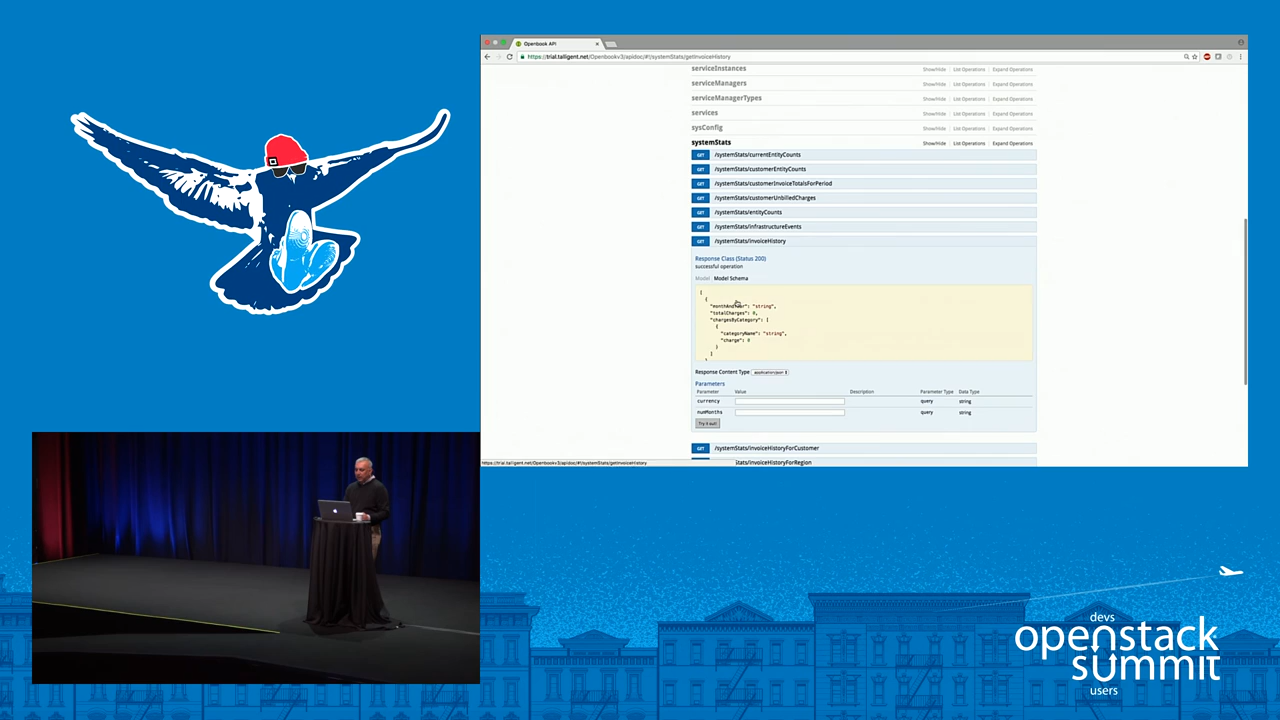 Openbook API
https://trial.talligent.net/Openbookv3/apidoc/#!/systemStats/getInvoiceHistory
serviceInstances Show/Hide List Operations Expand Operations
serviceManagers Show/Hide List Operations Expand Operations
serviceManagerTypes Show/Hide List Operations Expand Operations
services Show/Hide List Operations Expand Operations
sysConfig Show/Hide List Operations Expand Operations
systemStats Show/Hide List Operations Expand Operations
GET /systemStats/currentEntityCounts
GET /systemStats/customerEntityCounts
GET /systemStats/customerInvoiceTotalsForPeriod
GET /systemStats/customerUnbilledCharges
GET /systemStats/entityCounts
GET /systemStats/infrastructureEvents
GET /systemStats/invoiceHistory
Response Class (Status 200)
successful operation
Model Model Schema
[
{
"string",
"totalCharges": 0,
"chargesByCategory": [
{
"categoryName": "string",
"charge": 0
}
]
Response Content Type application/json
Parameters
Parameter Value Description Parameter Type Data Type
currency query string
numMonths query string
Try it out!
GET /systemStats/invoiceHistoryForCustomer
https://trial.talligent.net/Openbookv3/apidoc/#!/systemStats/getInvoiceHistory Stats/invoiceHistoryForRegion
devs
openstack
summit
users